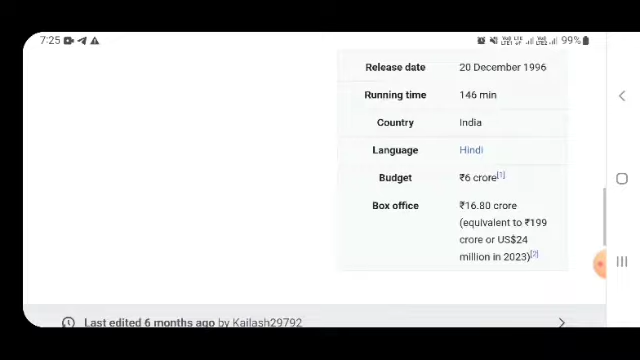 7:25 99%
Release date 20 December 1996
Running time 146 min
Country India
Language Hindi
Budget ₹6 crore[1]
Box office ₹16.80 crore
(equivalent to ₹199
crore or US$24
million in 2023)[2]
Last edited 6 months ago by Kailash29792